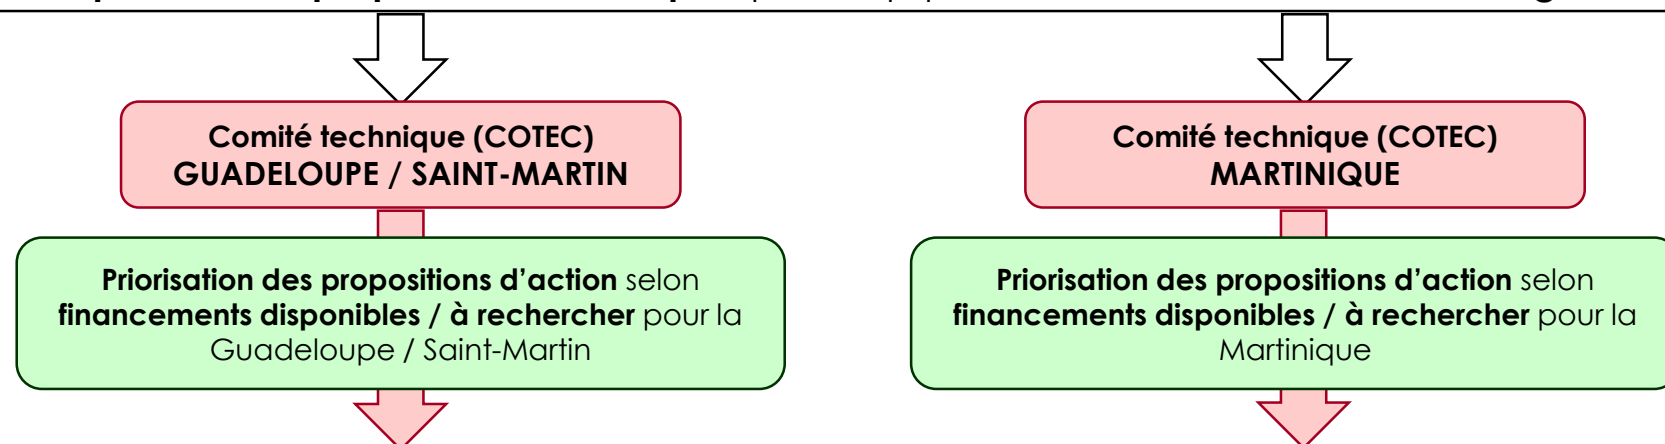 Comité technique (COTEC)
GUADELOUPE / SAINT-MARTIN
Comité technique (COTEC)
MARTINIQUE
Priorisation des propositions d’action selon
financements disponibles / à rechercher pour la
Guadeloupe / Saint-Martin
Priorisation des propositions d’action selon
financements disponibles / à rechercher pour la
Martinique